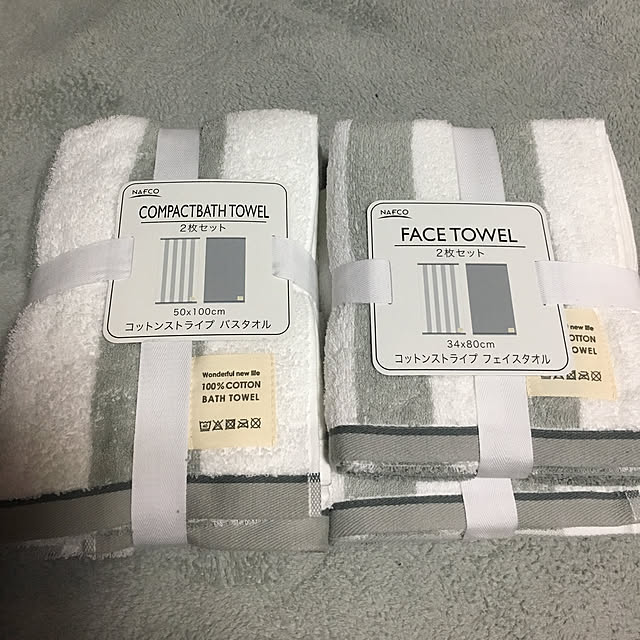 NAFCO
COMPACTBATH TOWEL
2枚セット
50x100cm
コットンストライプ バスタオル
Wonderful new life
100% COTTON
BATH TOWEL
NAFCO
FACE TOWEL
2枚セット
34x80cm
コットンストライプ フェイスタオル
new life
TOWEL